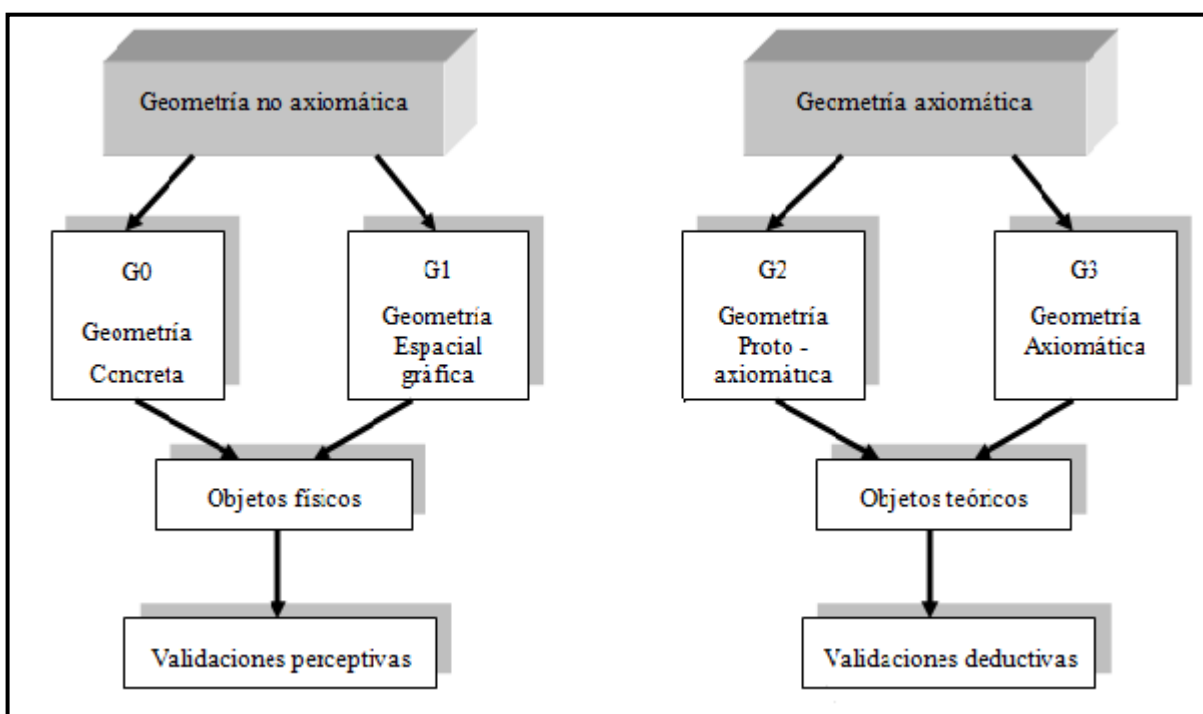 Geometría no axiomática
Geometría axiomática
G0
Geometría
Concreta
G1
Geometría
Espacial
gráfica
G2
Geometría
Proto -
axiomática
G3
Geometría
Axiomática
Objetos físicos
Objetos teóricos
Validaciones perceptivas
Validaciones deductivas